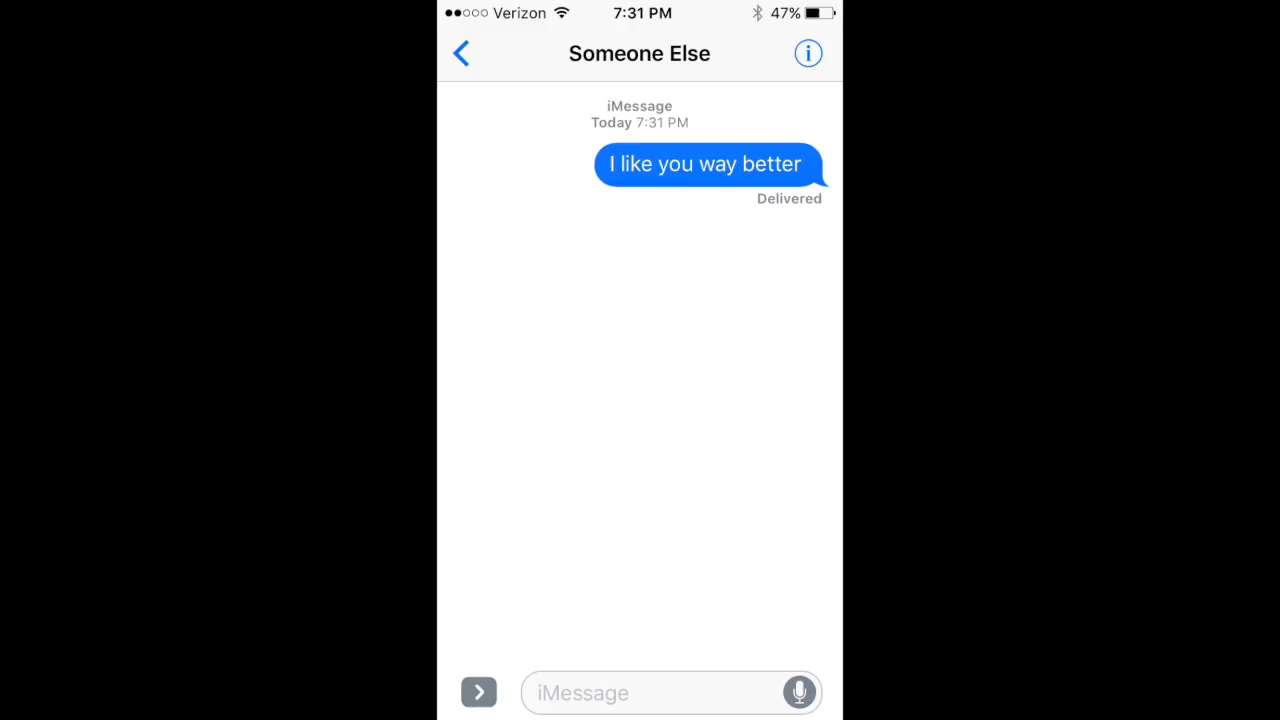 Verizon 7:31 PM 47%
Someone Else
iMessage
Today 7:31 PM
I like you way better
Delivered
iMessage